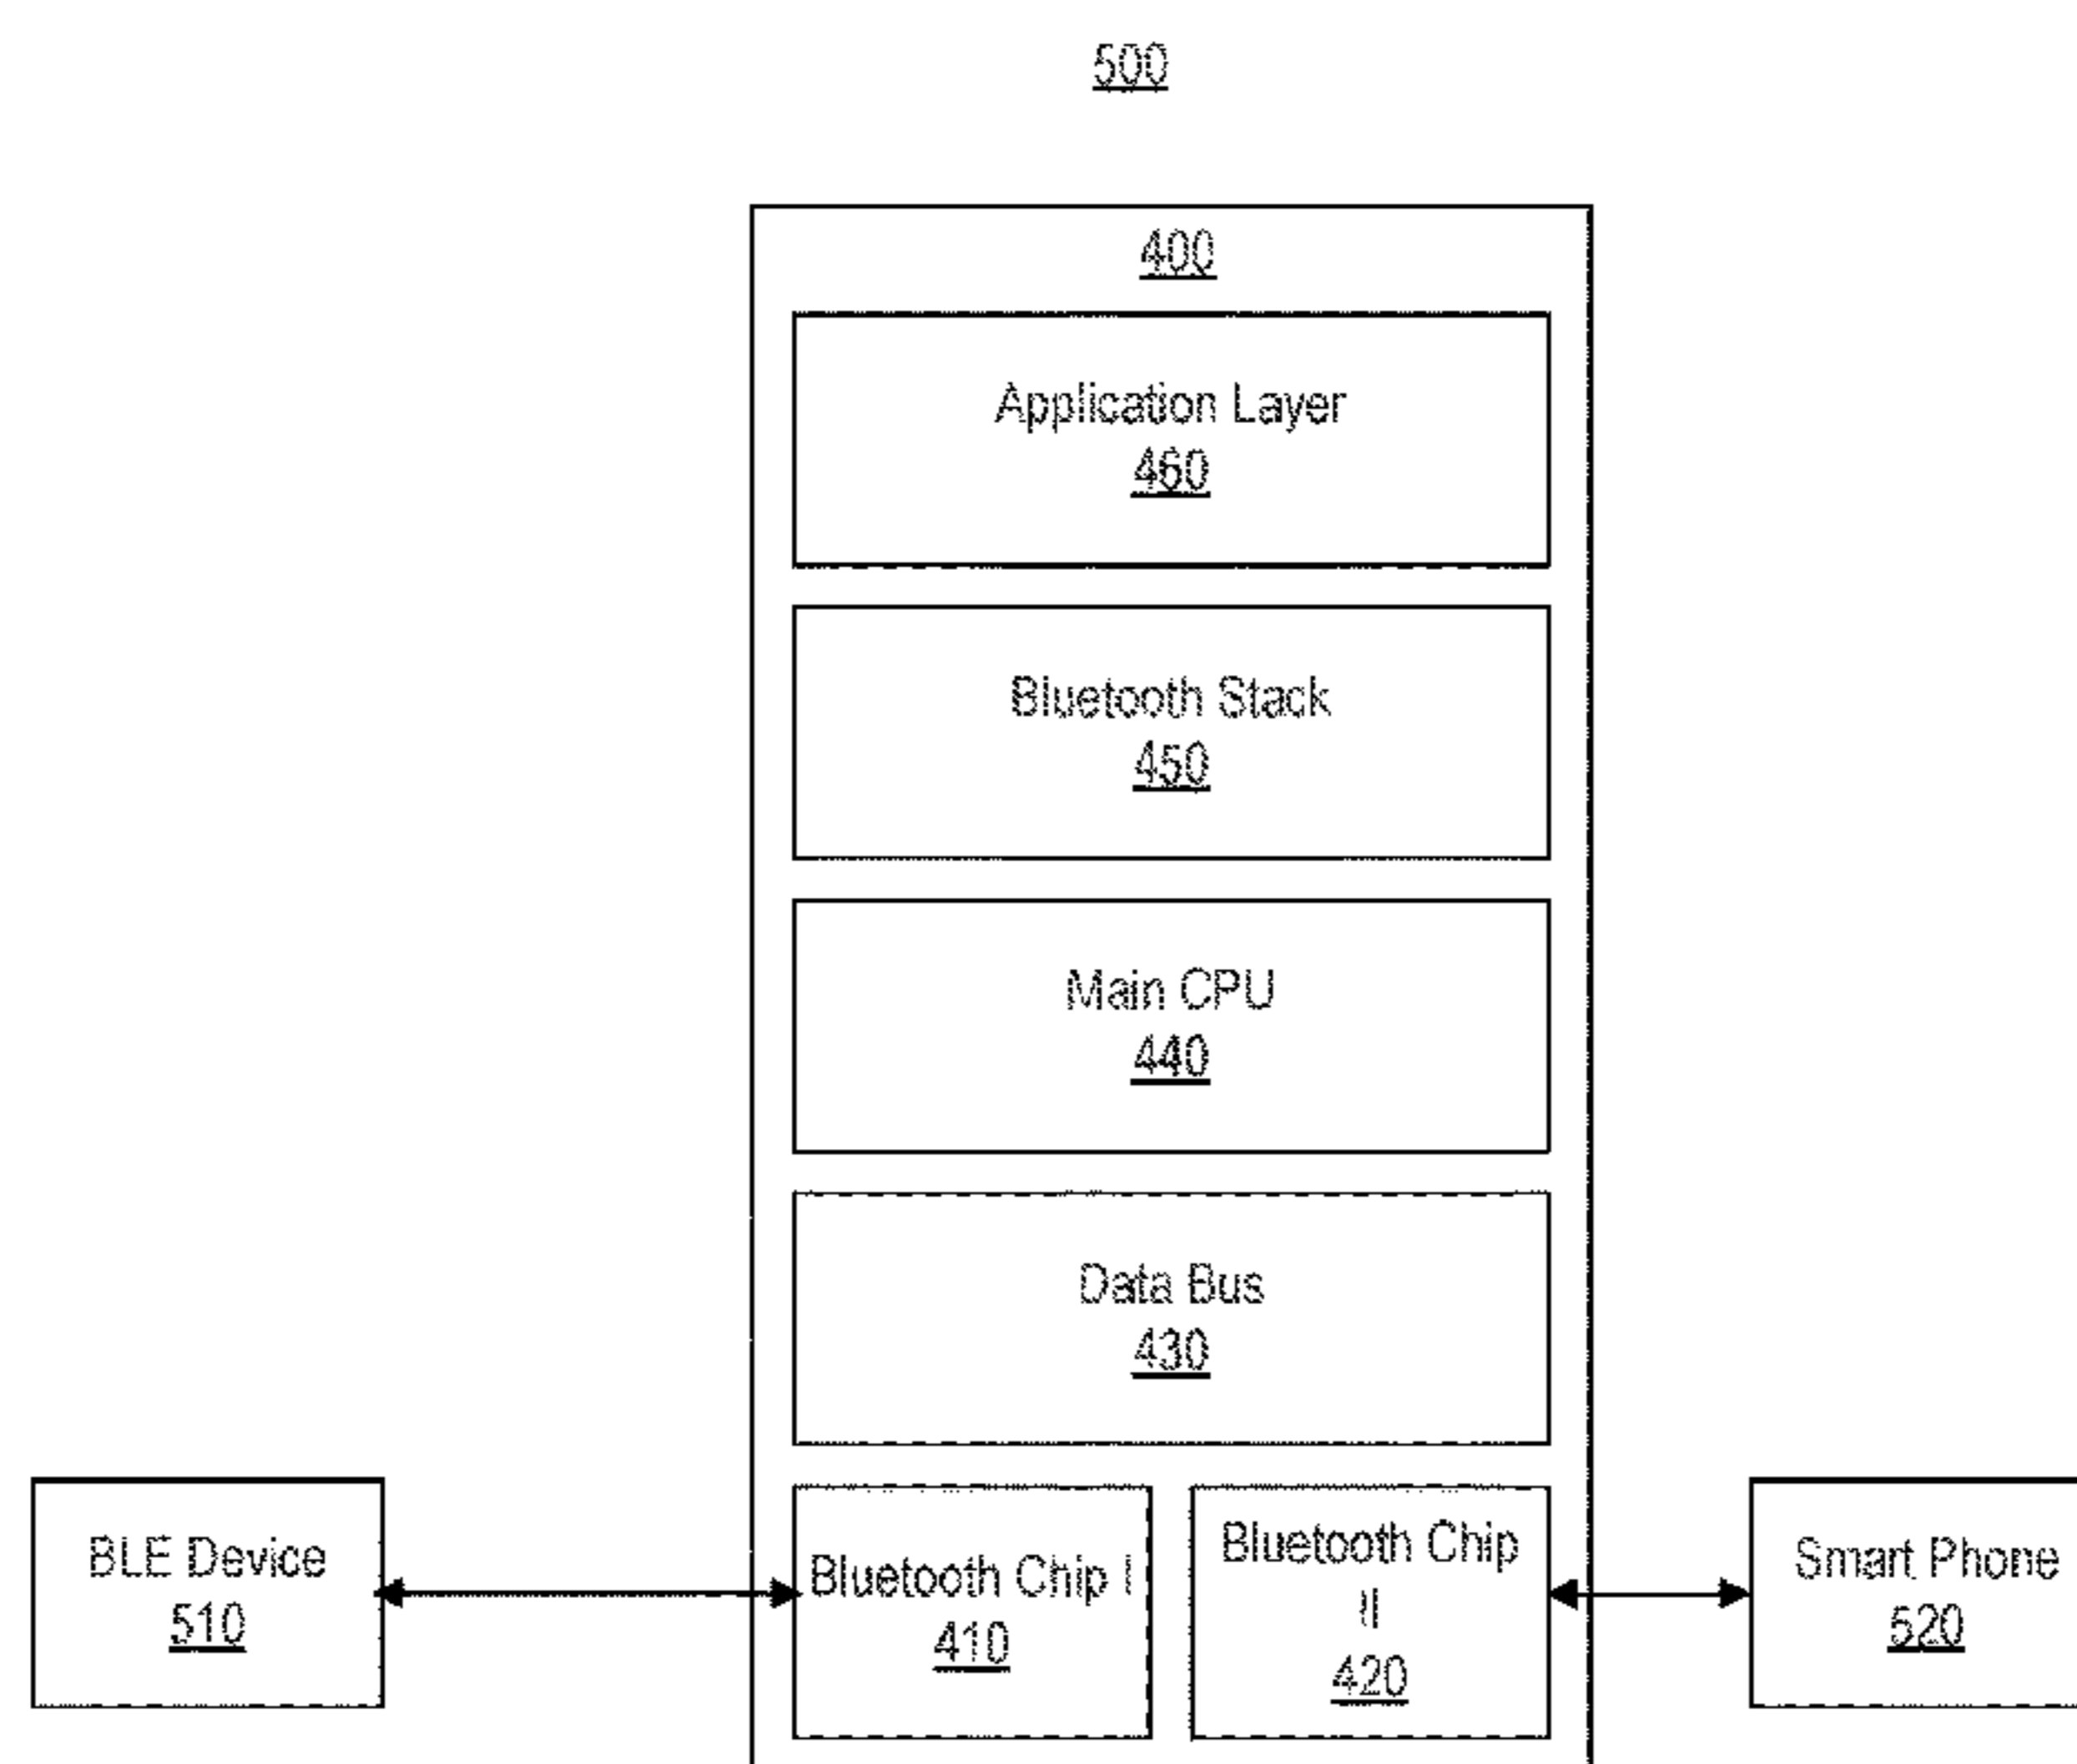 500
400
Application Layer
460
Bluetooth Stack
450
Main CPU
440
Data Bus
430
BLE Device
510
Bluetooth Chip I
410
Bluetooth Chip
II
420
Smart Phone
520